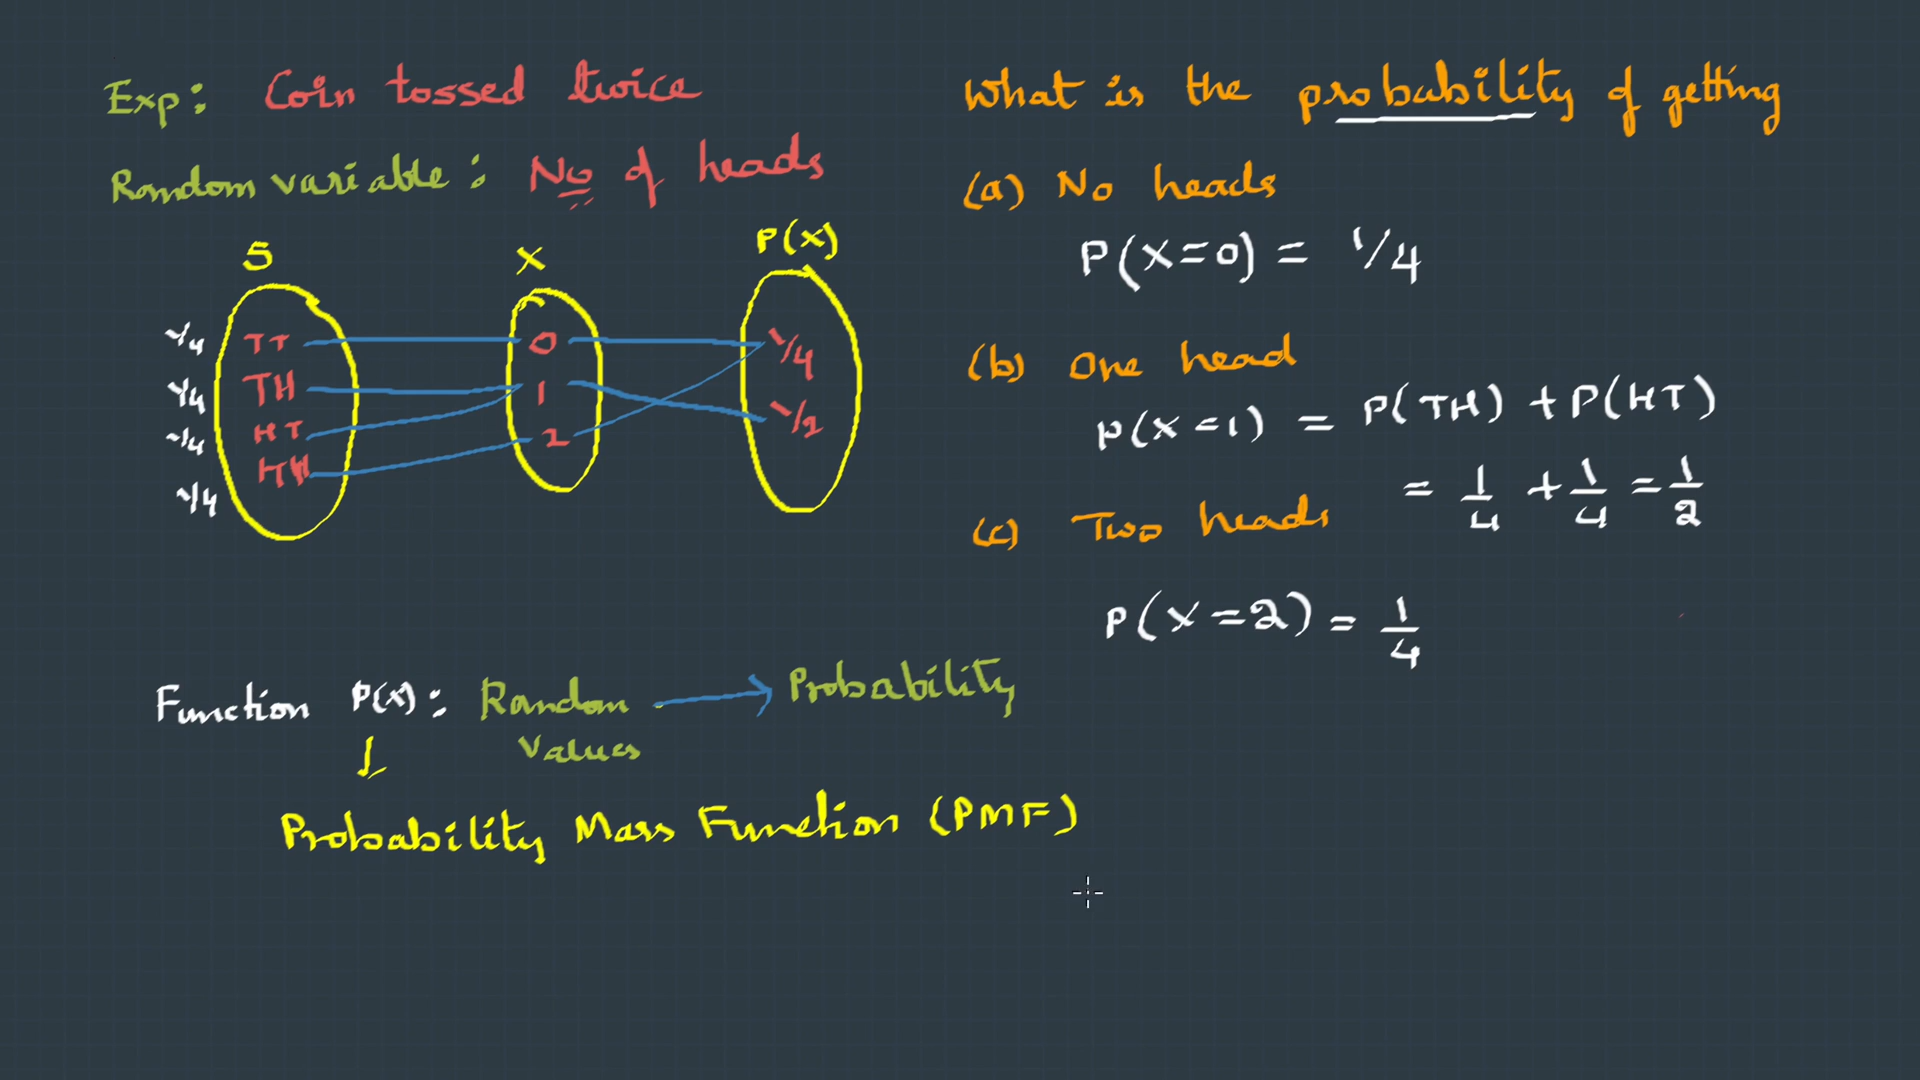 Exp: Coin tossed twice
Random variable: No of heads
S X P(X)
1/4 TT 0 1/4
1/4 TH 1 1/2
1/4 HT 2
1/4 HH
Function P(X): Random Values → Probability
Probability Mass Function (PMF)
What is the probability of getting
(a) No heads
P(X=0) = 1/4
(b) One head
P(X=1) = P(TH) + P(HT)
= 1/4 + 1/4 = 1/2
(c) Two heads
P(X=2) = 1/4